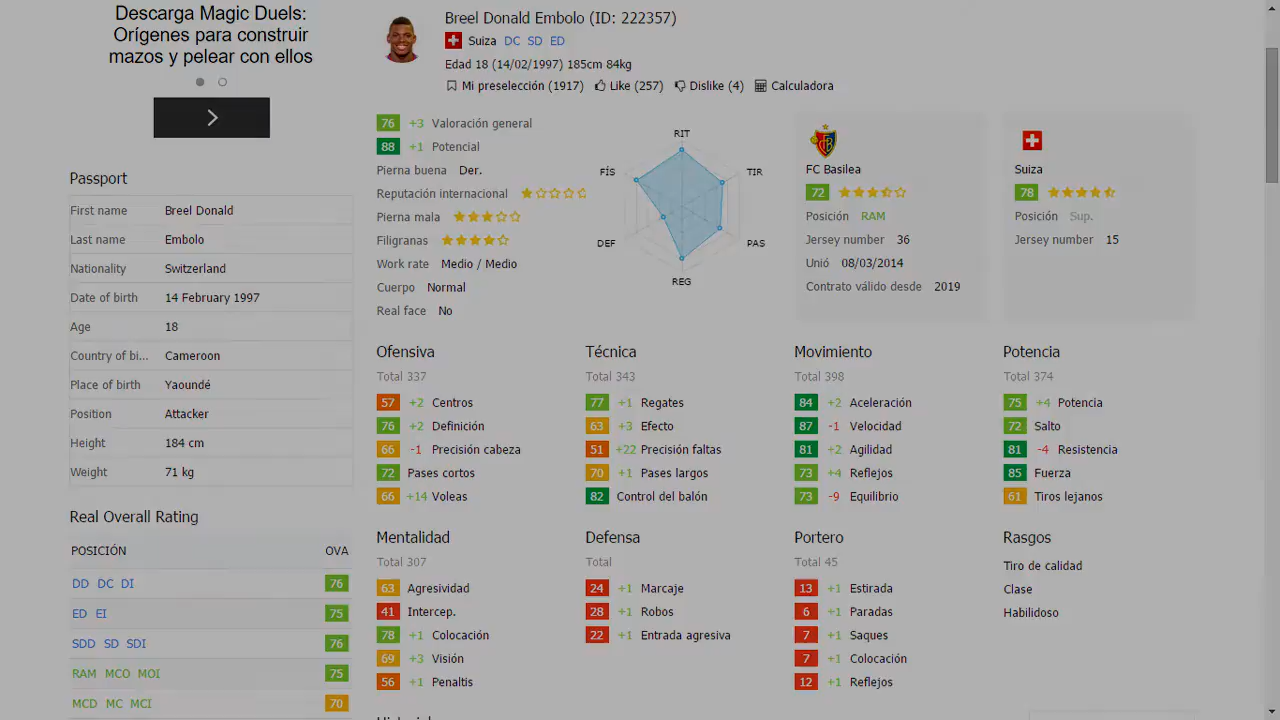 Descarga Magic Duels:
Orígenes para construir
mazos y pelear con ellos
Passport
First name Breel Donald
Last name Embolo
Nationality Switzerland
Date of birth 14 February 1997
Age 18
Country of bi... Cameroon
Place of birth Yaoundé
Position Attacker
Height 184 cm
Weight 71 kg
Real Overall Rating
POSICIÓN OVA
DD DC DI 76
ED EI 75
SDD SD SDI 76
RAM MCO MOI 75
MCD MC MCI 70
Breel Donald Embolo (ID: 222357)
Suiza DC SD ED
Edad 18 (14/02/1997) 185cm 84kg
Mi preselección (1917) Like (257) Dislike (4) Calculadora
76 +3 Valoración general
88 +1 Potencial
Pierna buena Der.
Reputación internacional
Pierna mala
Filigranas
Work rate Medio / Medio
Cuerpo Normal
Real face No
RIT
FÍS TIR
DEF PAS
REG
FC Basilea
72
Posición RAM
Jersey number 36
Unió 08/03/2014
Contrato válido desde 2019
Suiza
78
Posición Sup.
Jersey number 15
Ofensiva
Total 337
57 +2 Centros
76 +2 Definición
66 -1 Precisión cabeza
72 Pases cortos
66 +14 Voleas
Técnica
Total 343
77 +1 Regates
63 +3 Efecto
51 +22 Precisión faltas
70 +1 Pases largos
82 Control del balón
Movimiento
Total 398
84 +2 Aceleración
87 -1 Velocidad
81 +2 Agilidad
73 +4 Reflejos
73 -9 Equilibrio
Potencia
Total 374
75 +4 Potencia
72 Salto
81 -4 Resistencia
85 Fuerza
61 Tiros lejanos
Mentalidad
Total 307
63 Agresividad
41 Intercep.
78 +1 Colocación
69 +3 Visión
56 +1 Penaltis
Defensa
Total
24 +1 Marcaje
28 +1 Robos
22 +1 Entrada agresiva
Portero
Total 45
13 +1 Estirada
6 +1 Paradas
7 +1 Saques
7 +1 Colocación
12 +1 Reflejos
Rasgos
Tiro de calidad
Clase
Habilidoso